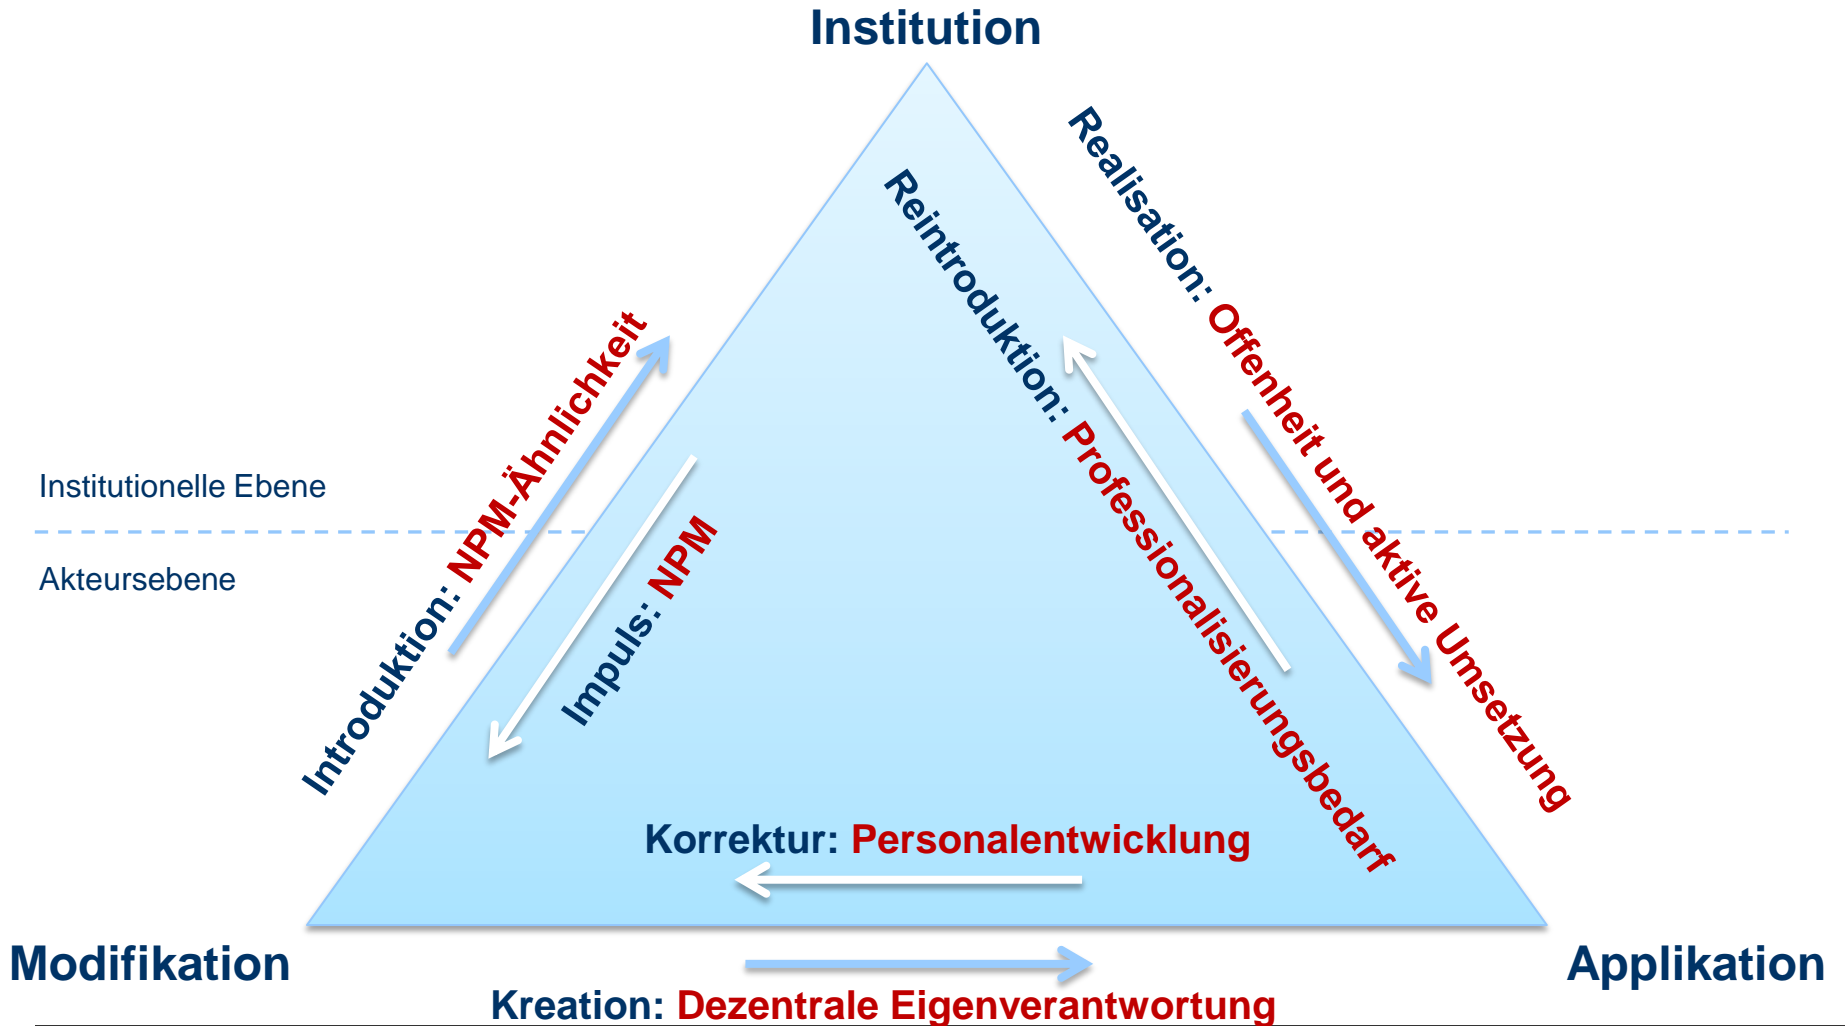 Institution
Realisation: Offenheit und aktive Umsetzung
Reintroduktion: Professionalisierungsbedarf
Introduktion: NPM-Ähnlichkeit
Impuls: NPM
Institutionelle Ebene
Akteursebene
Korrektur: Personalentwicklung
Modifikation
Applikation
Kreation: Dezentrale Eigenverantwortung